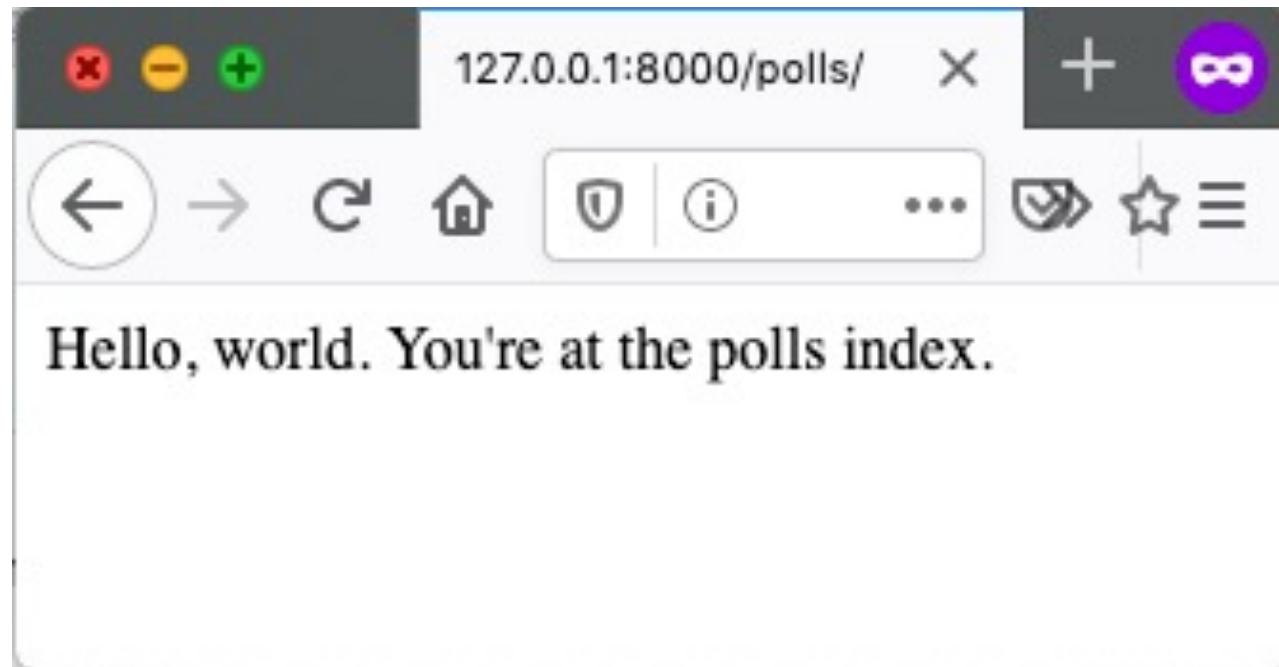 127.0.0.1:8000/polls/
Hello, world. You're at the polls index.